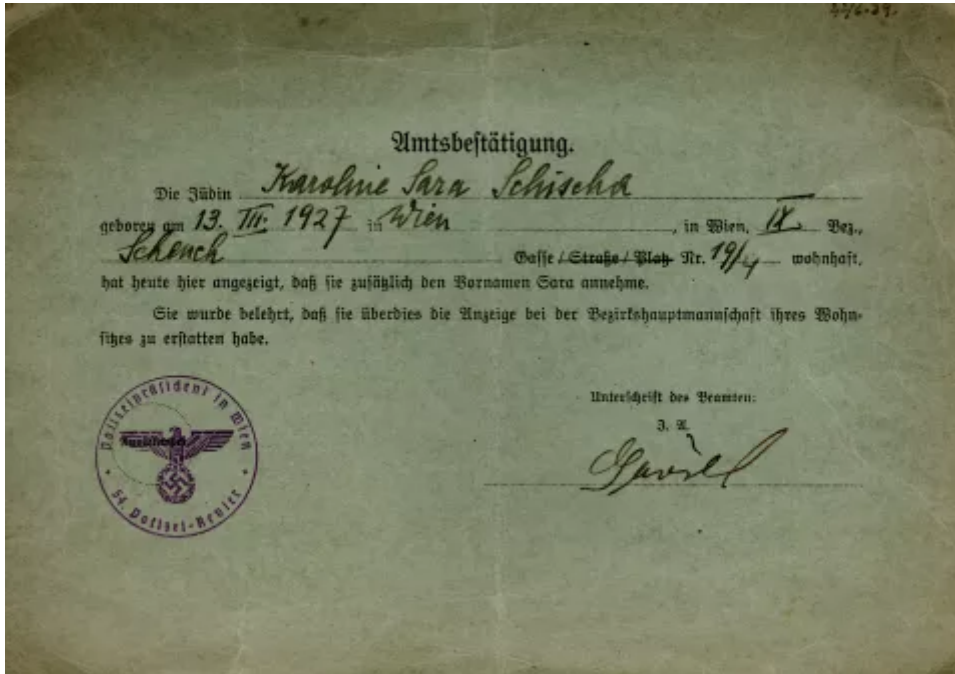 Amtsbestätigung.
Die Jüdin Karoline Sara Schischa
geboren am 13. III. 1927 in Wien, in Wien, IX. Bez.,
Schenck Gasse / Straße / Platz Nr. 19/4 wohnhaft,
hat heute hier angezeigt, daß sie zusätzlich den Vornamen Sara annehme.
Sie wurde belehrt, daß sie überdies die Anzeige bei der Bezirkshauptmannschaft ihres Wohn-
sitzes zu erstatten habe.
Unterschrift des Beamten:
I. A.
Polizeipräsident in Wien
54. Polizei-Revier